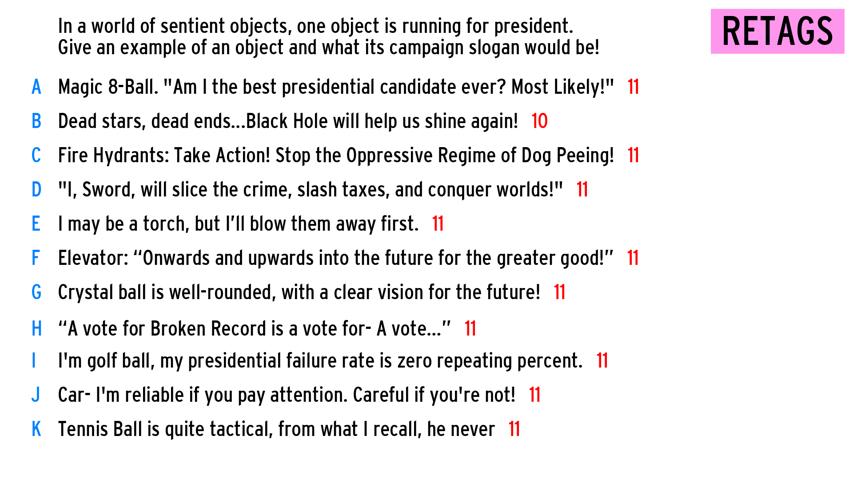 In a world of sentient objects, one object is running for president.
Give an example of an object and what its campaign slogan would be!
RETAGS
A Magic 8-Ball. "Am I the best presidential candidate ever? Most Likely!" 11
B Dead stars, dead ends...Black Hole will help us shine again! 10
C Fire Hydrants: Take Action! Stop the Oppressive Regime of Dog Peeing! 11
D "I, Sword, will slice the crime, slash taxes, and conquer worlds!" 11
E I may be a torch, but I’ll blow them away first. 11
F Elevator: “Onwards and upwards into the future for the greater good!” 11
G Crystal ball is well-rounded, with a clear vision for the future! 11
H “A vote for Broken Record is a vote for- A vote...” 11
I I'm golf ball, my presidential failure rate is zero repeating percent. 11
J Car- I'm reliable if you pay attention. Careful if you're not! 11
K Tennis Ball is quite tactical, from what I recall, he never 11